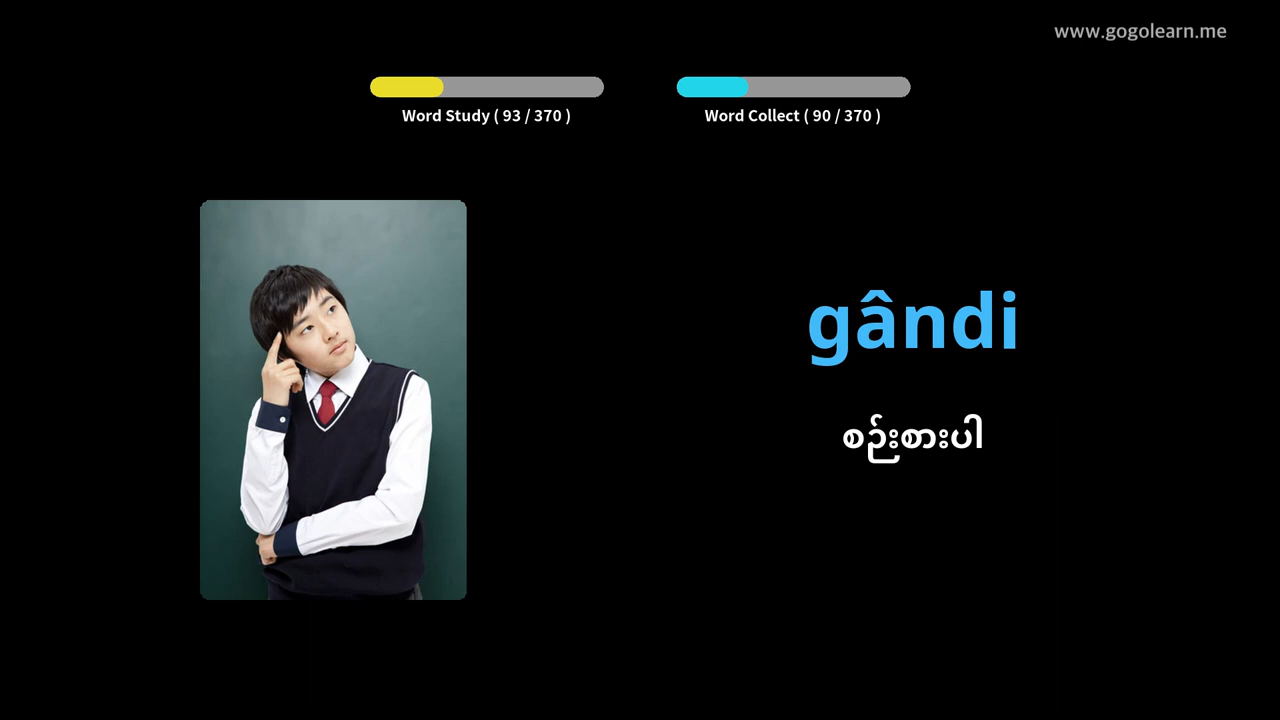 www.gogolearn.me
Word Study ( 93 / 370 )
Word Collect ( 90 / 370 )
gândi
စဉ်းစားပါ